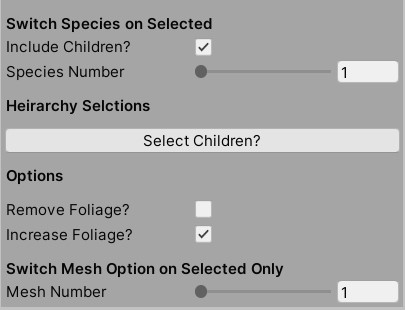 Switch Species on Selected
Include Children?
Species Number 1
Heirarchy Selctions
Select Children?
Options
Remove Foliage?
Increase Foliage?
Switch Mesh Option on Selected Only
Mesh Number 1